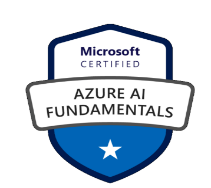 Microsoft
CERTIFIED
AZURE AI
FUNDAMENTALS